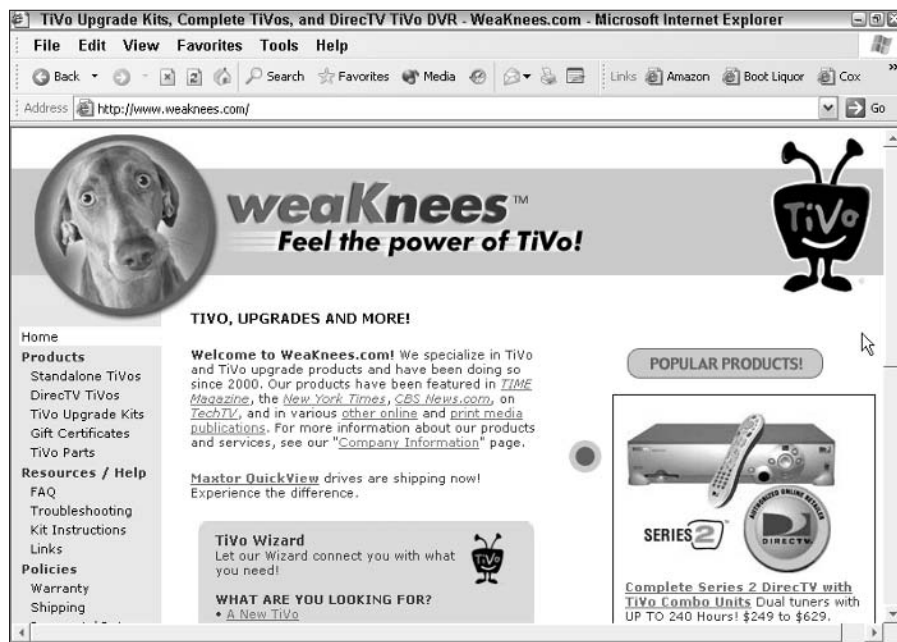 TiVo Upgrade Kits, Complete TiVos, and DirecTV TiVo DVR - WeaKnees.com - Microsoft Internet Explorer
File Edit View Favorites Tools Help
Back Search Favorites Media Links Amazon Boot Liquor Cox »
Address http://www.weaknees.com/ Go
weaKnees™
Feel the power of TiVo!
TiVo
TIVO, UPGRADES AND MORE!
Home
Products
Standalone TiVos
DirecTV TiVos
TiVo Upgrade Kits
Gift Certificates
TiVo Parts
Resources / Help
FAQ
Troubleshooting
Kit Instructions
Links
Policies
Warranty
Shipping
Welcome to WeaKnees.com! We specialize in TiVo
and TiVo upgrade products and have been doing so
since 2000. Our products have been featured in TIME
Magazine, the New York Times, CBS News.com, on
TechTV, and in various other online and print media
publications. For more information about our products
and services, see our "Company Information" page.
Maxtor QuickView drives are shipping now!
Experience the difference.
TiVo Wizard
Let our Wizard connect you with what
you need!
TiVo
WHAT ARE YOU LOOKING FOR?
• A New TiVo
POPULAR PRODUCTS!
SERIES 2™
AUTHORIZED ONLINE RETAILER
DIRECTV
Complete Series 2 DirecTV with
TiVo Combo Units Dual tuners with
UP TO 240 Hours! $249 to $629.